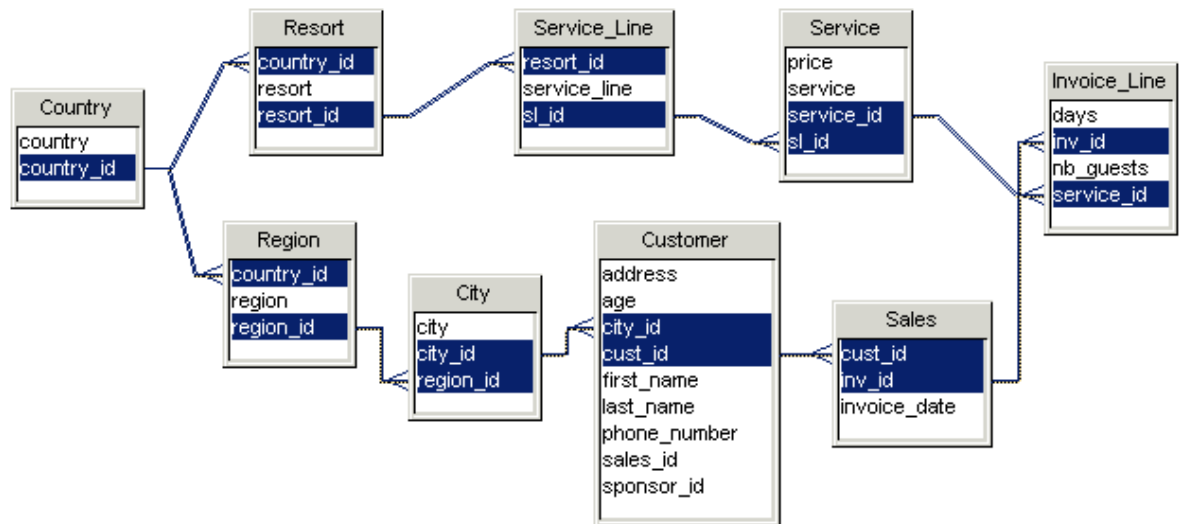 Country
country
country_id
Resort
country_id
resort
resort_id
Service_Line
resort_id
service_line
sl_id
Service
price
service
service_id
sl_id
Invoice_Line
days
inv_id
nb_guests
service_id
Region
country_id
region
region_id
City
city
city_id
region_id
Customer
address
age
city_id
cust_id
first_name
last_name
phone_number
sales_id
sponsor_id
Sales
cust_id
inv_id
invoice_date